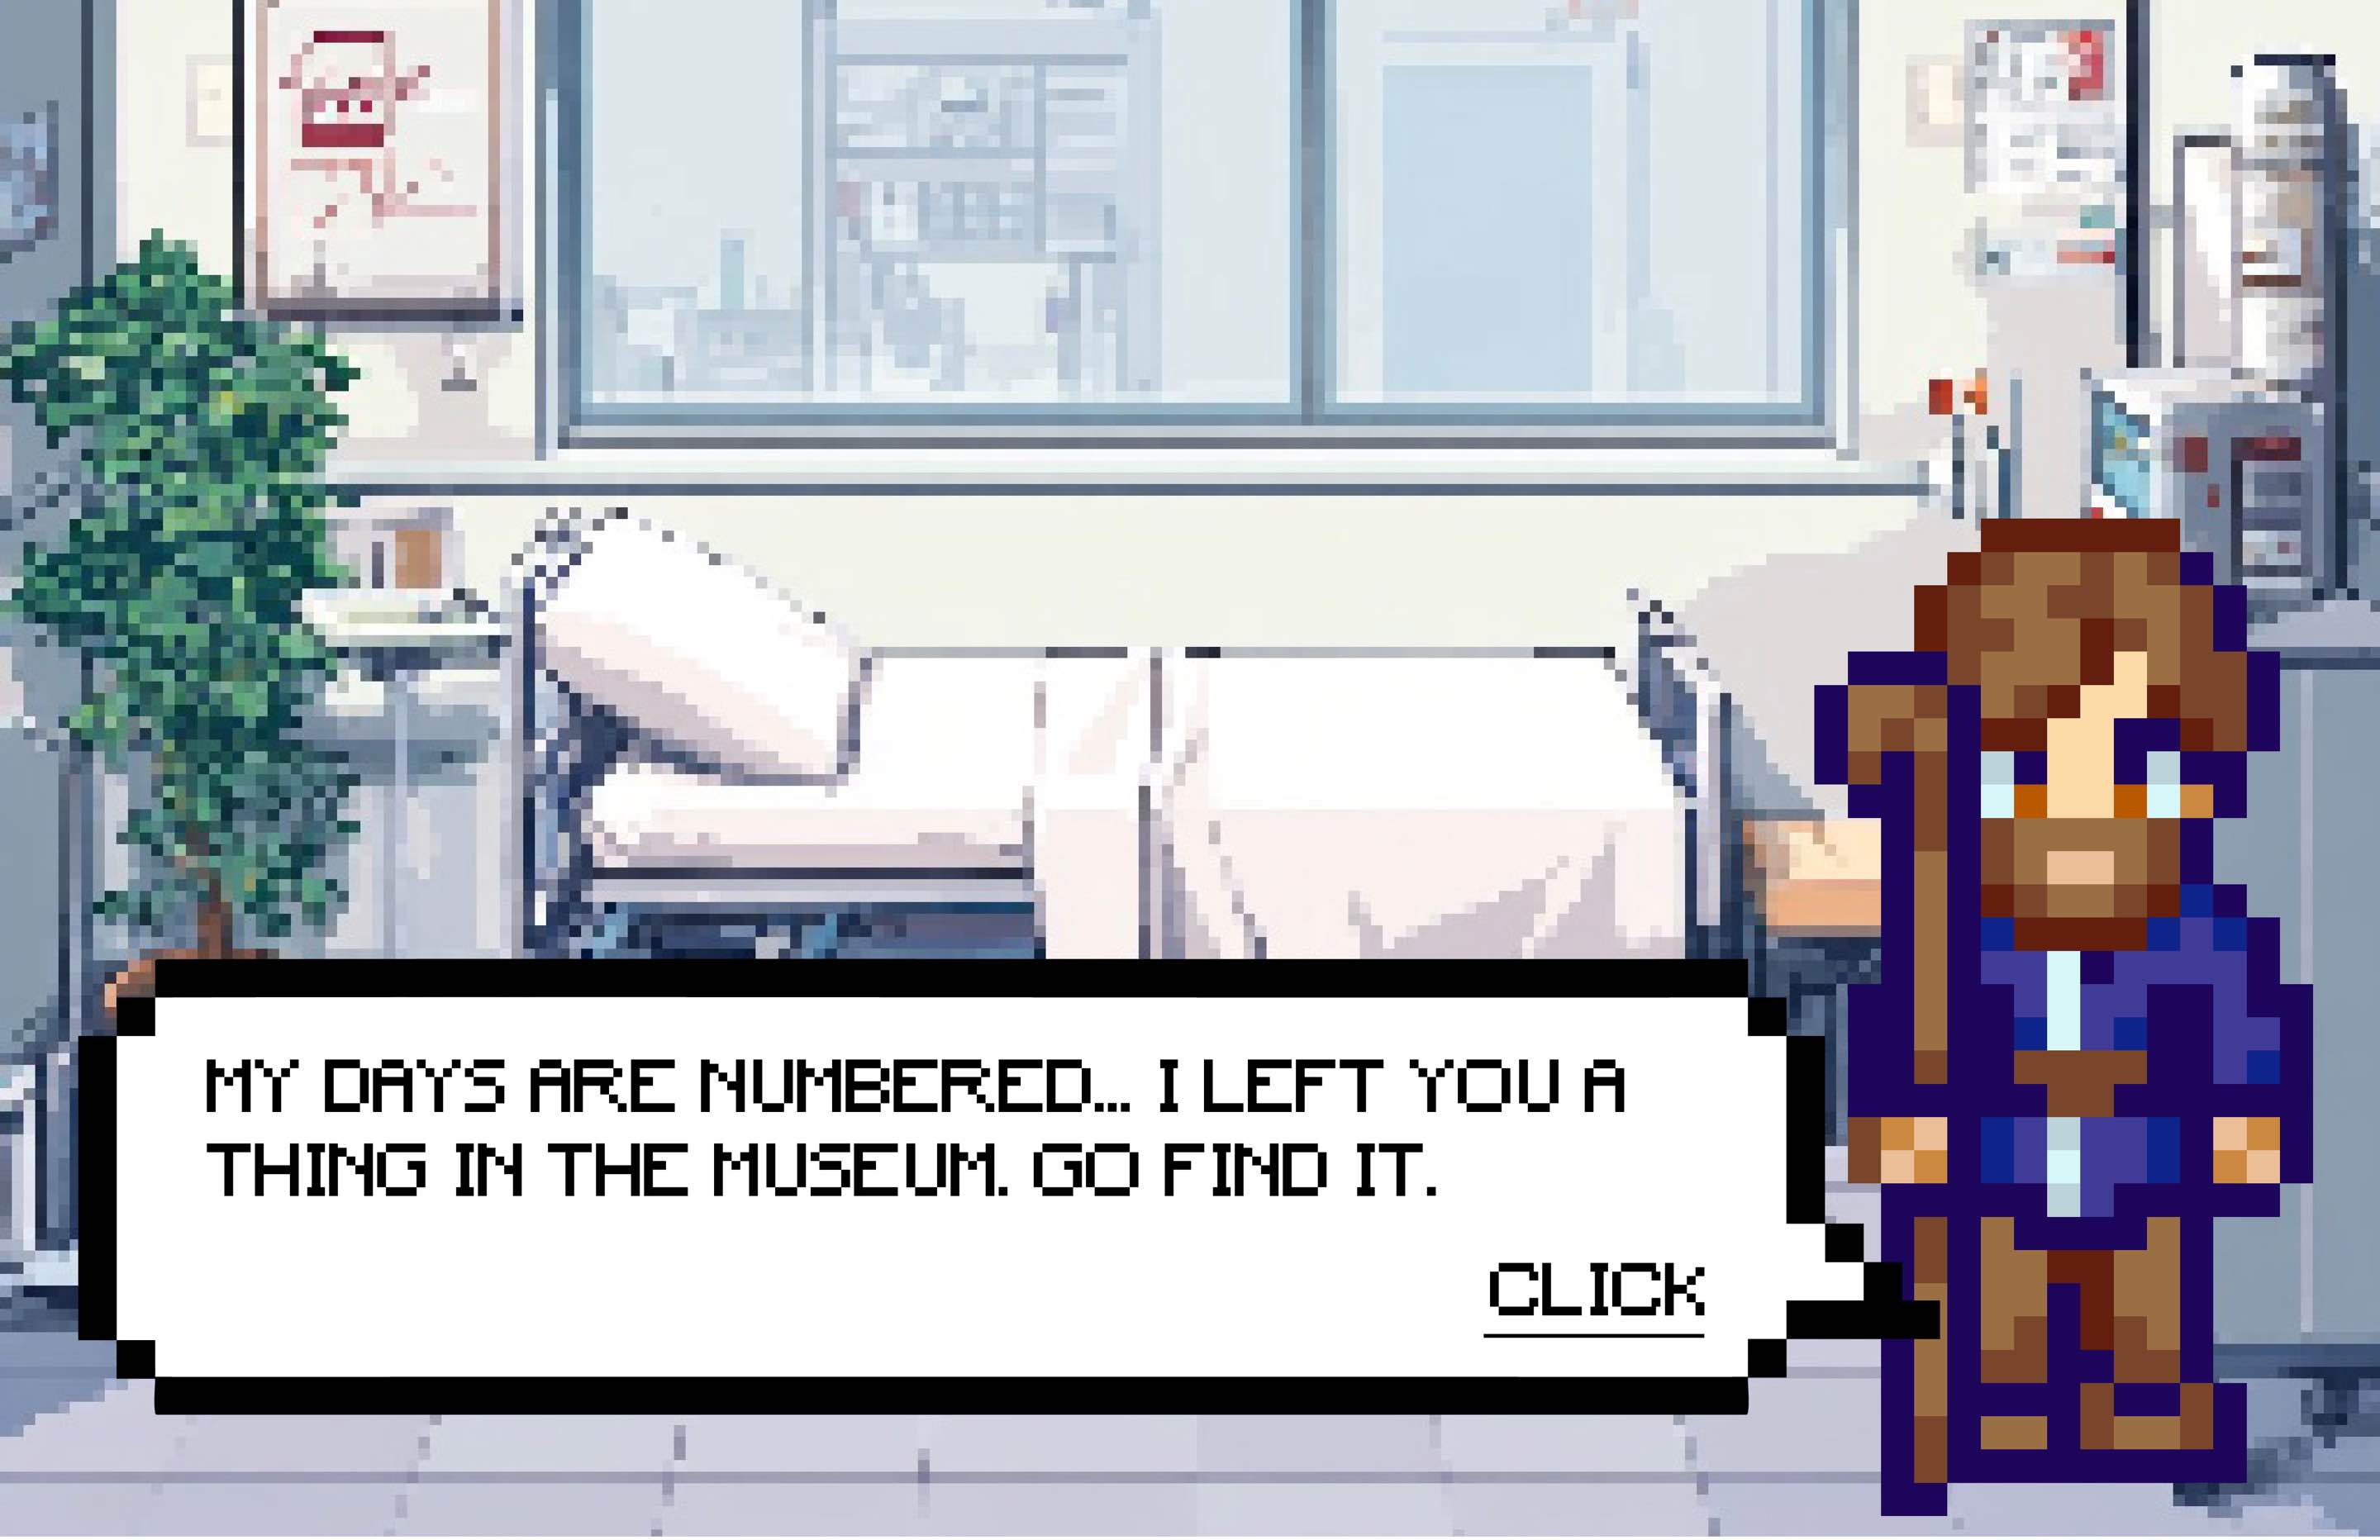 MY DAYS ARE NUMBERED... I LEFT YOU A
THING IN THE MUSEUM. GO FIND IT.
CLICK